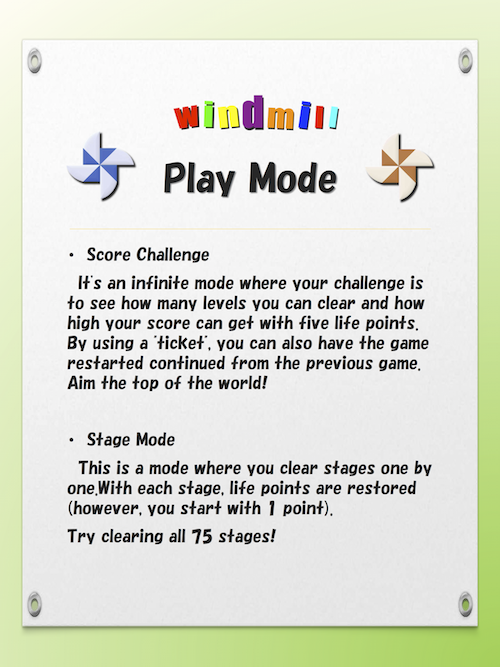 windmill
Play Mode
・ Score Challenge
It's an infinite mode where your challenge is
to see how many levels you can clear and how
high your score can get with five life points.
By using a 'ticket', you can also have the game
restarted continued from the previous game.
Aim the top of the world!
・ Stage Mode
This is a mode where you clear stages one by
one.With each stage, life points are restored
(however, you start with 1 point).
Try clearing all 75 stages!